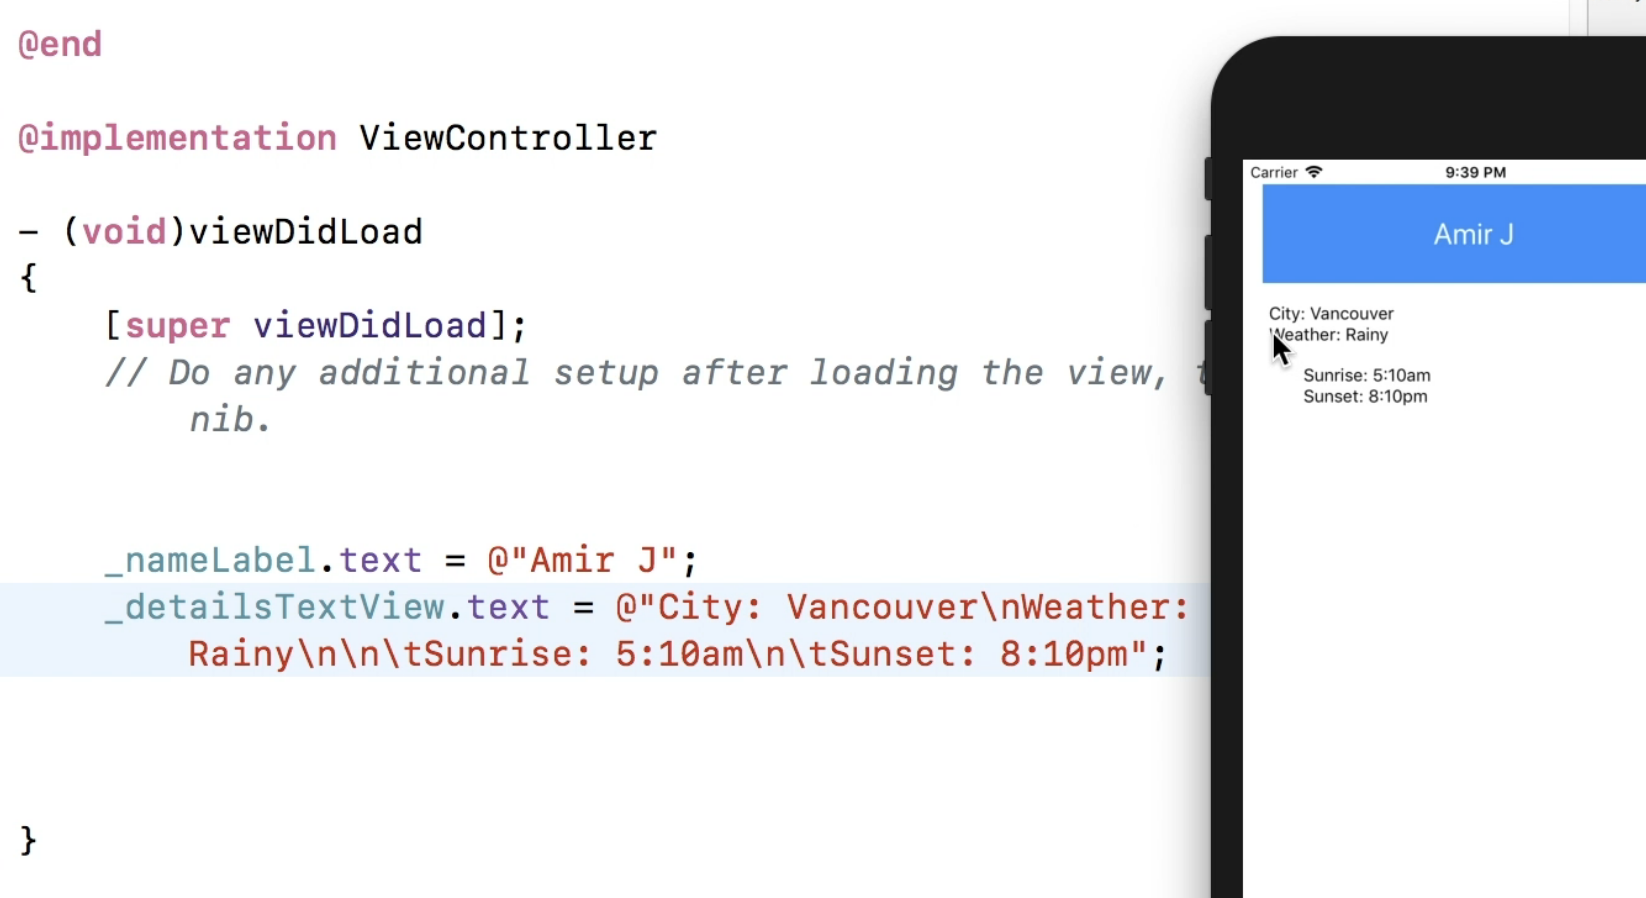 @end
@implementation ViewController
- (void)viewDidLoad
{
[super viewDidLoad];
// Do any additional setup after loading the view,
nib.
_nameLabel.text = @"Amir J";
_detailsTextView.text = @"City: Vancouver\nWeather:
Rainy\n\n\tSunrise: 5:10am\n\tSunset: 8:10pm";
}
Carrier 9:39 PM
Amir J
City: Vancouver
Weather: Rainy
Sunrise: 5:10am
Sunset: 8:10pm